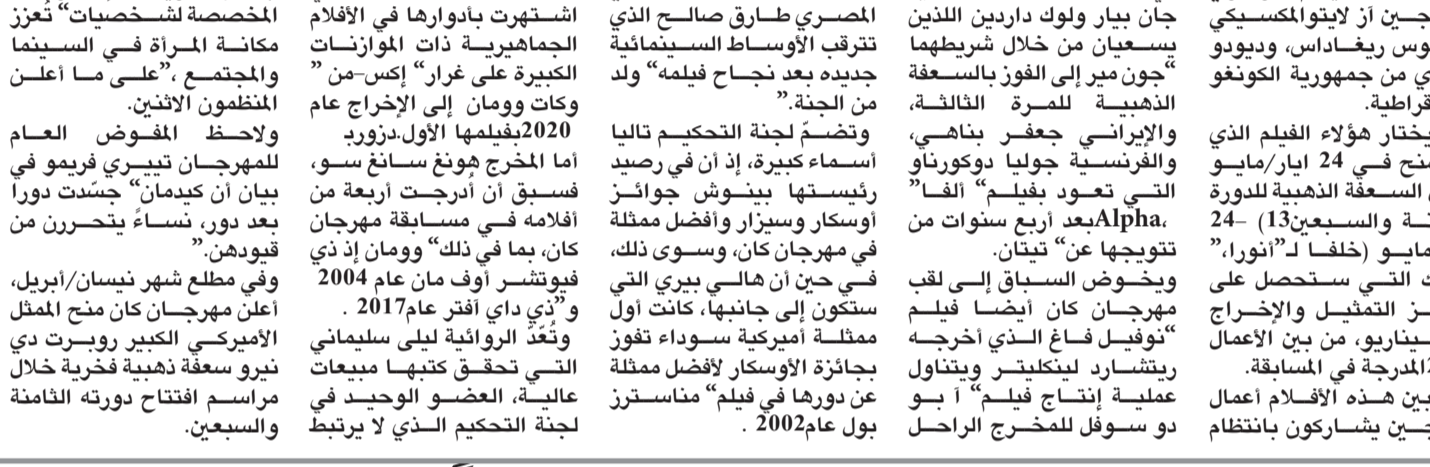 جين آز لايتوالمكسيكي
وس ريغاداس، وديودو
ي من جمهورية الكونغو
قراطية.
يختار هؤلاء الفيلم الذي
منح في 24 ايار/مايو
السعفة الذهبية للدورة
ـة والسبعين13) –24
مايو (خلفا لـ”أنورا،”
ك التي ستحصل على
ـز التمثيل والإخراج
ـيناريو، من بين الأعمال
المدرجة في المسابقة.
بين هذه الأفلام أعمال
جين يشاركون بانتظام
جان بيار ولوك داردين اللذين
يسعيان من خلال شريطهما
“جون مير إلى الفوز بالسعفة
الذهبية للمرة الثالثة،
والإيراني جعفر بناهي،
والفرنسية جوليا دوكورناو
التي تعود بفيلم“ ألفا”
،Alphaبعد أربع سنوات من
تتويجها عن“ تيتان.
ويخوض السباق إلى لقب
مهرجان كان أيضا فيلم
“نوفيل فاغ الذي أخرجه
ريتشارد لينكليتر ويتناول
عملية إنتاج فيلم“ آ بو
دو سوفل للمخرج الراحل
المصري طارق صالح الذي
تترقب الأوساط السينمائية
جديده بعد نجاح فيلمه“ ولد
من الجنة.”
وتضمّ لجنة التحكيم تاليا
أسماء كبيرة، إذ أن في رصيد
رئيستها بينوش جوائز
أوسكار وسيزار وأفضل ممثلة
في مهرجان كان، وسوى ذلك،
في حين أن هالي بيري التي
ستكون إلى جانبها، كانت أول
ممثلة أميركية سوداء تفوز
بجائزة الأوسكار لأفضل ممثلة
عن دورها في فيلم“ مناسترز
بول عام2002 .
اشتهرت بأدوارها في الأفلام
الجماهيرية ذات الموازنات
الكبيرة على غرار“ إكس–من ”
وكات وومان إلى الإخراج عام
2020بفيلمها الأول.دزورد
أما المخرج هونغ سانغ سو،
فسبق أن أُدرجت أربعة من
أفلامه في مسابقة مهرجان
كان، بما في ذلك“ وومان إذ ذي
فيوتشر أوف مان عام 2004
و”ذي داي آفتر عام2017 .
وتُعَدّ الروائية ليلى سليماني
التي تحقق كتبها مبيعات
عالية، العضو الوحيد في
لجنة التحكيم الذي لا يرتبط
المخصصة لشخصيات” تُعزز
مكانة المرأة في السينما
والمجتمع ،”على ما أعلن
المنظمون الاثنين.
ولاحظ المفوض العام
للمهرجان تييري فريمو في
بيان أن كيدمان“ جسّدت دورا
بعد دور، نساءً يتحررن من
قيودهن.”
وفي مطلع شهر نيسان/أبريل،
أعلن مهرجان كان منح الممثل
الأميركي الكبير روبرت دي
نيرو سعفة ذهبية فخرية خلال
مراسم افتتاح دورته الثامنة
والسبعين.